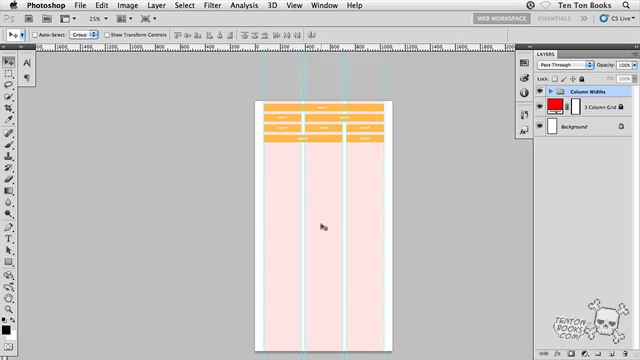 Photoshop File Edit Image Layer Select Filter Analysis 3D View Window Help
Ten Ton Books
25%
WEB WORKSPACE
ESSENTIALS
CS Live
Auto-Select: Group
Show Transform Controls
LAYERS
Pass Through
Opacity: 100%
Lock:
Fill: 100%
Column Widths
3 Column Grid
Background
TENTON
BOOKS
.COM!